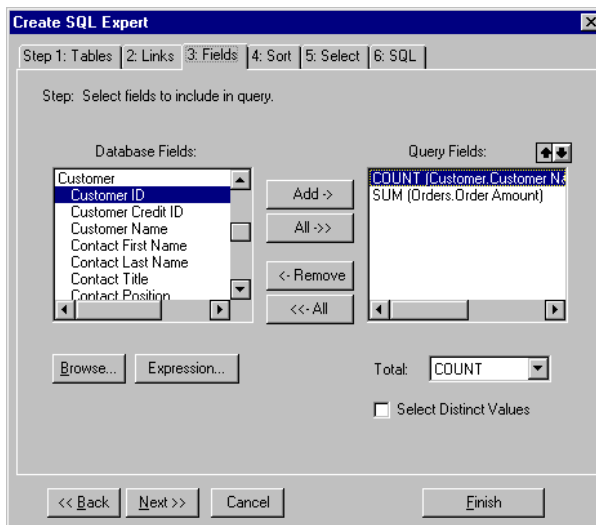 Create SQL Expert
Step 1: Tables 2: Links 3: Fields 4: Sort 5: Select 6: SQL
Step: Select fields to include in query.
Database Fields:
Query Fields:
Customer
Customer ID
Customer Credit ID
Customer Name
Contact First Name
Contact Last Name
Contact Title
Contact Position
Add ->
All ->>
<- Remove
<<- All
COUNT (Customer.Customer Na
SUM (Orders.Order Amount)
Browse... Expression...
Total: COUNT
Select Distinct Values
<< Back Next >> Cancel Finish